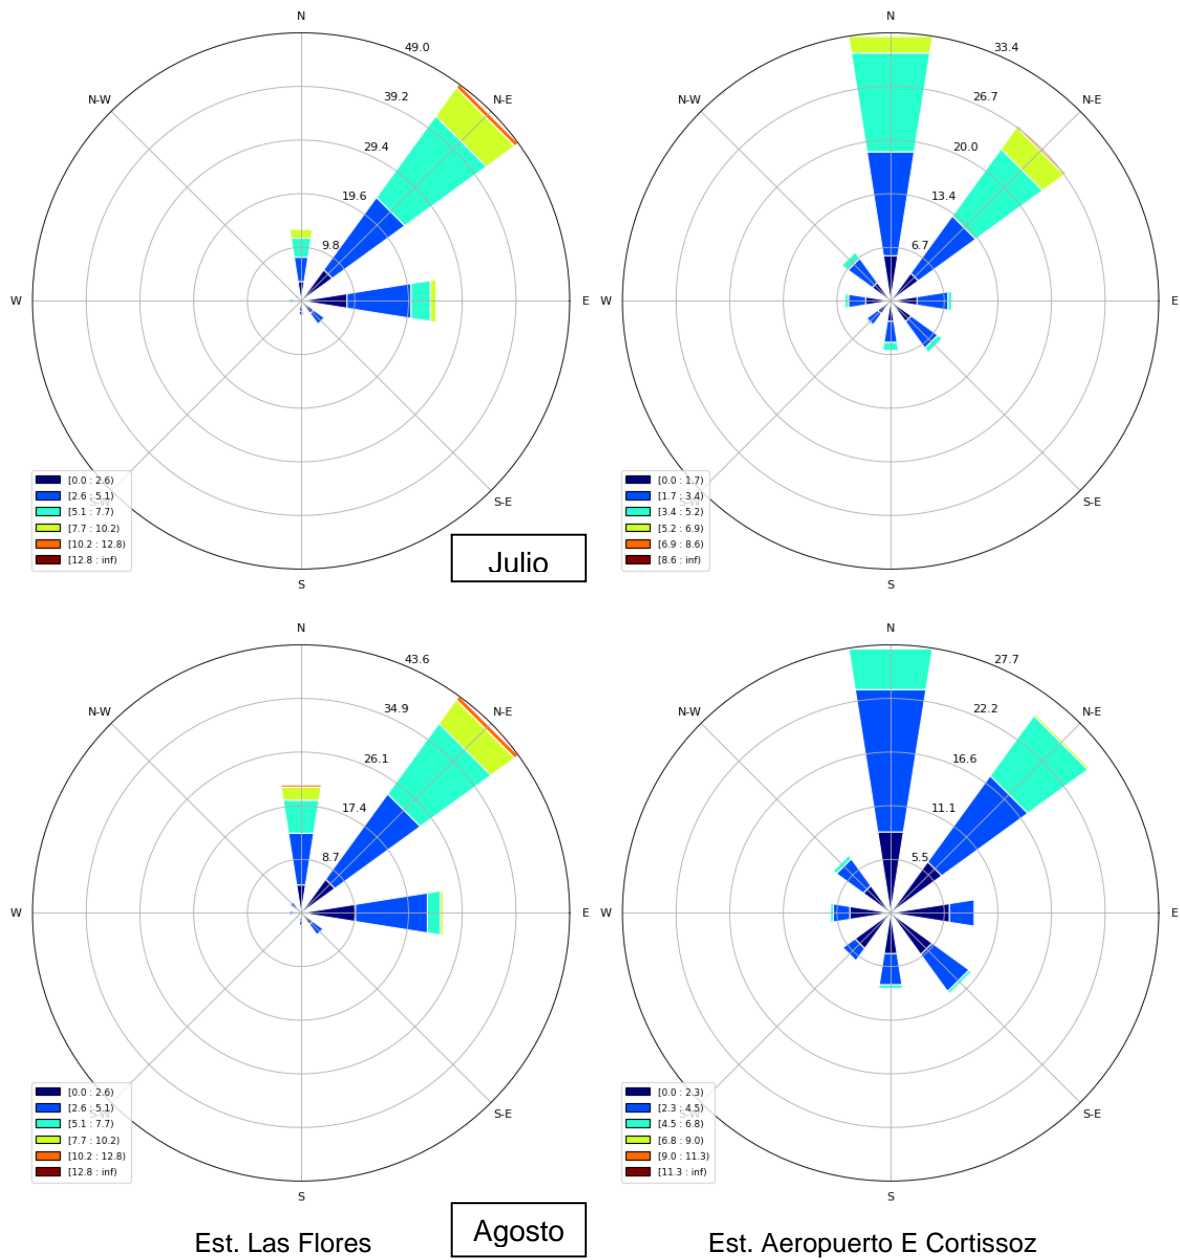 N
N
49.0
33.4
N-W
39.2
N-E
N-W
26.7
N-E
29.4
20.0
19.6
13.4
9.8
6.7
W
E
W
E
[0.0 : 2.6)
[2.6 : 5.1)
[5.1 : 7.7)
[7.7 : 10.2)
[10.2 : 12.8)
[12.8 : inf)
S-W
S-E
[0.0 : 1.7)
[1.7 : 3.4)
[3.4 : 5.2)
[5.2 : 6.9)
[6.9 : 8.6)
[8.6 : inf)
S-W
S-E
Julio
S
S
N
N
43.6
27.7
N-W
34.9
N-E
N-W
22.2
N-E
26.1
16.6
17.4
11.1
8.7
5.5
W
E
W
E
[0.0 : 2.6)
[2.6 : 5.1)
[5.1 : 7.7)
[7.7 : 10.2)
[10.2 : 12.8)
[12.8 : inf)
S-W
S-E
[0.0 : 2.3)
[2.3 : 4.5)
[4.5 : 6.8)
[6.8 : 9.0)
[9.0 : 11.3)
[11.3 : inf)
S-W
S-E
S
S
Est. Las Flores
Agosto
Est. Aeropuerto E Cortissoz